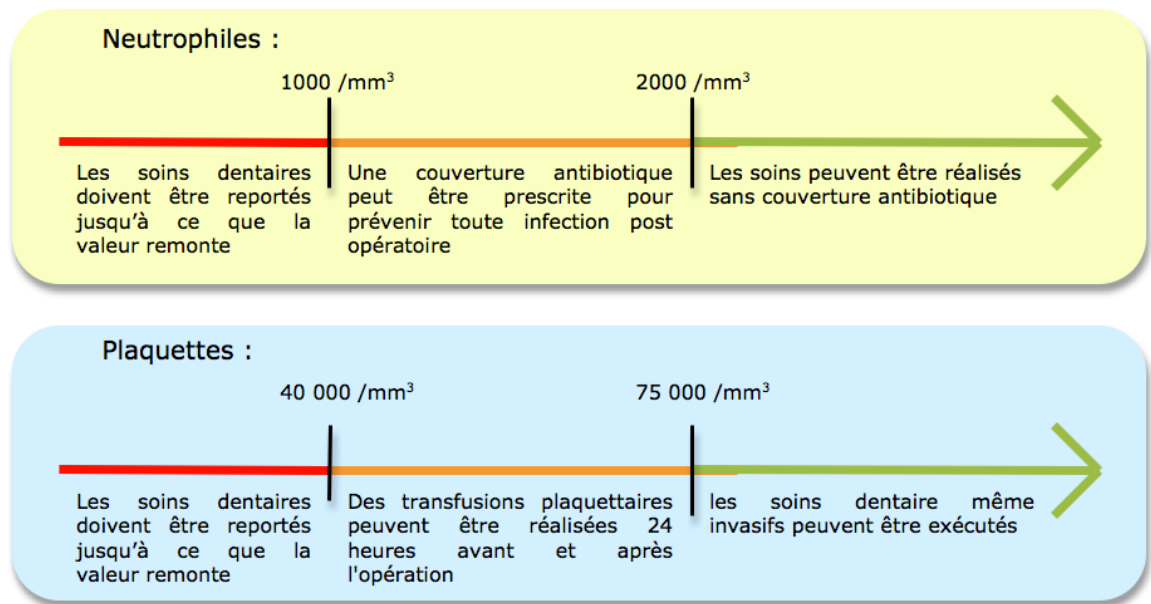 Neutrophiles :
1000 /mm³
2000 /mm³
Les soins dentaires
doivent être reportés
jusqu'à ce que la
valeur remonte
Une couverture antibiotique
peut être prescrite pour
prévenir toute infection post
opératoire
Les soins peuvent être réalisés
sans couverture antibiotique
Plaquettes :
40 000 /mm³
75 000 /mm³
Les soins dentaires
doivent être reportés
jusqu'à ce que la
valeur remonte
Des transfusions plaquettaires
peuvent être réalisées 24
heures avant et après
l'opération
les soins dentaire même
invasifs peuvent être exécutés